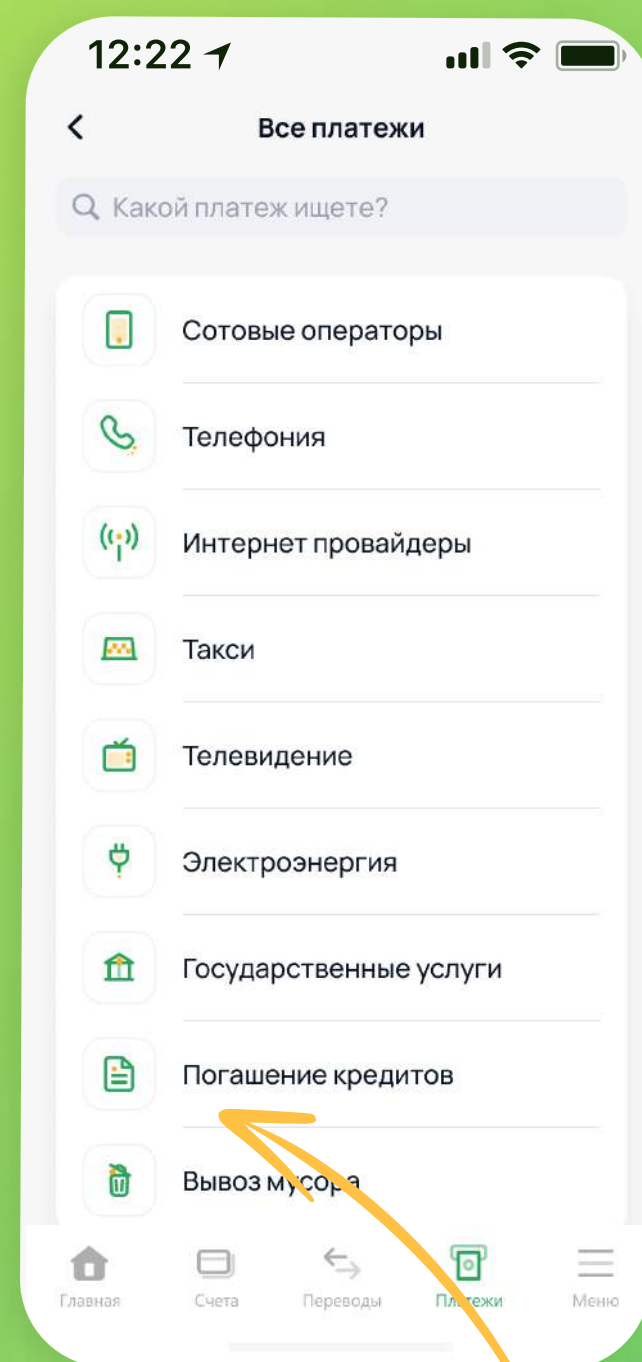 12:22
Все платежи
Какой платеж ищете?
Сотовые операторы
Телефония
Интернет провайдеры
Такси
Телевидение
Электроэнергия
Государственные услуги
Погашение кредитов
Вывоз мусора
Главная Счета Переводы Платежи Меню